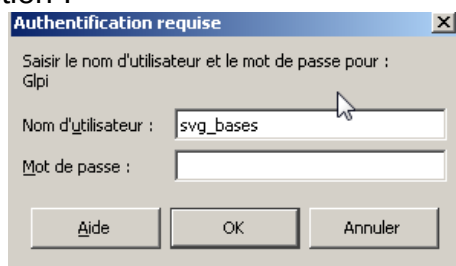 Authentification requise
Saisir le nom d'utilisateur et le mot de passe pour :
Glpi
Nom d'utilisateur : svg_bases
Mot de passe :
Aide OK Annuler